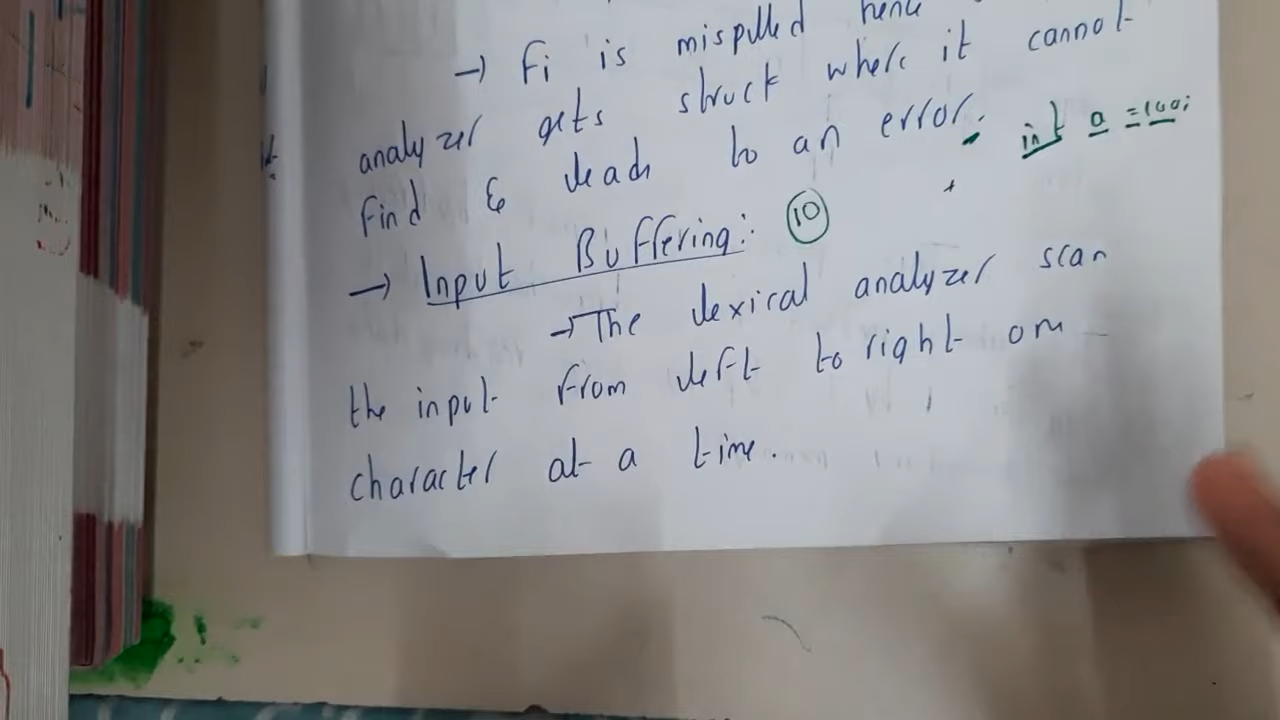 → Fi is mispelled hence
analyzer gets struck where it cannot
find & leads to an error.
int a =100;
→ Input Buffering: 10
→ The lexical analyzer scan
the input from left to right one
character at a time.